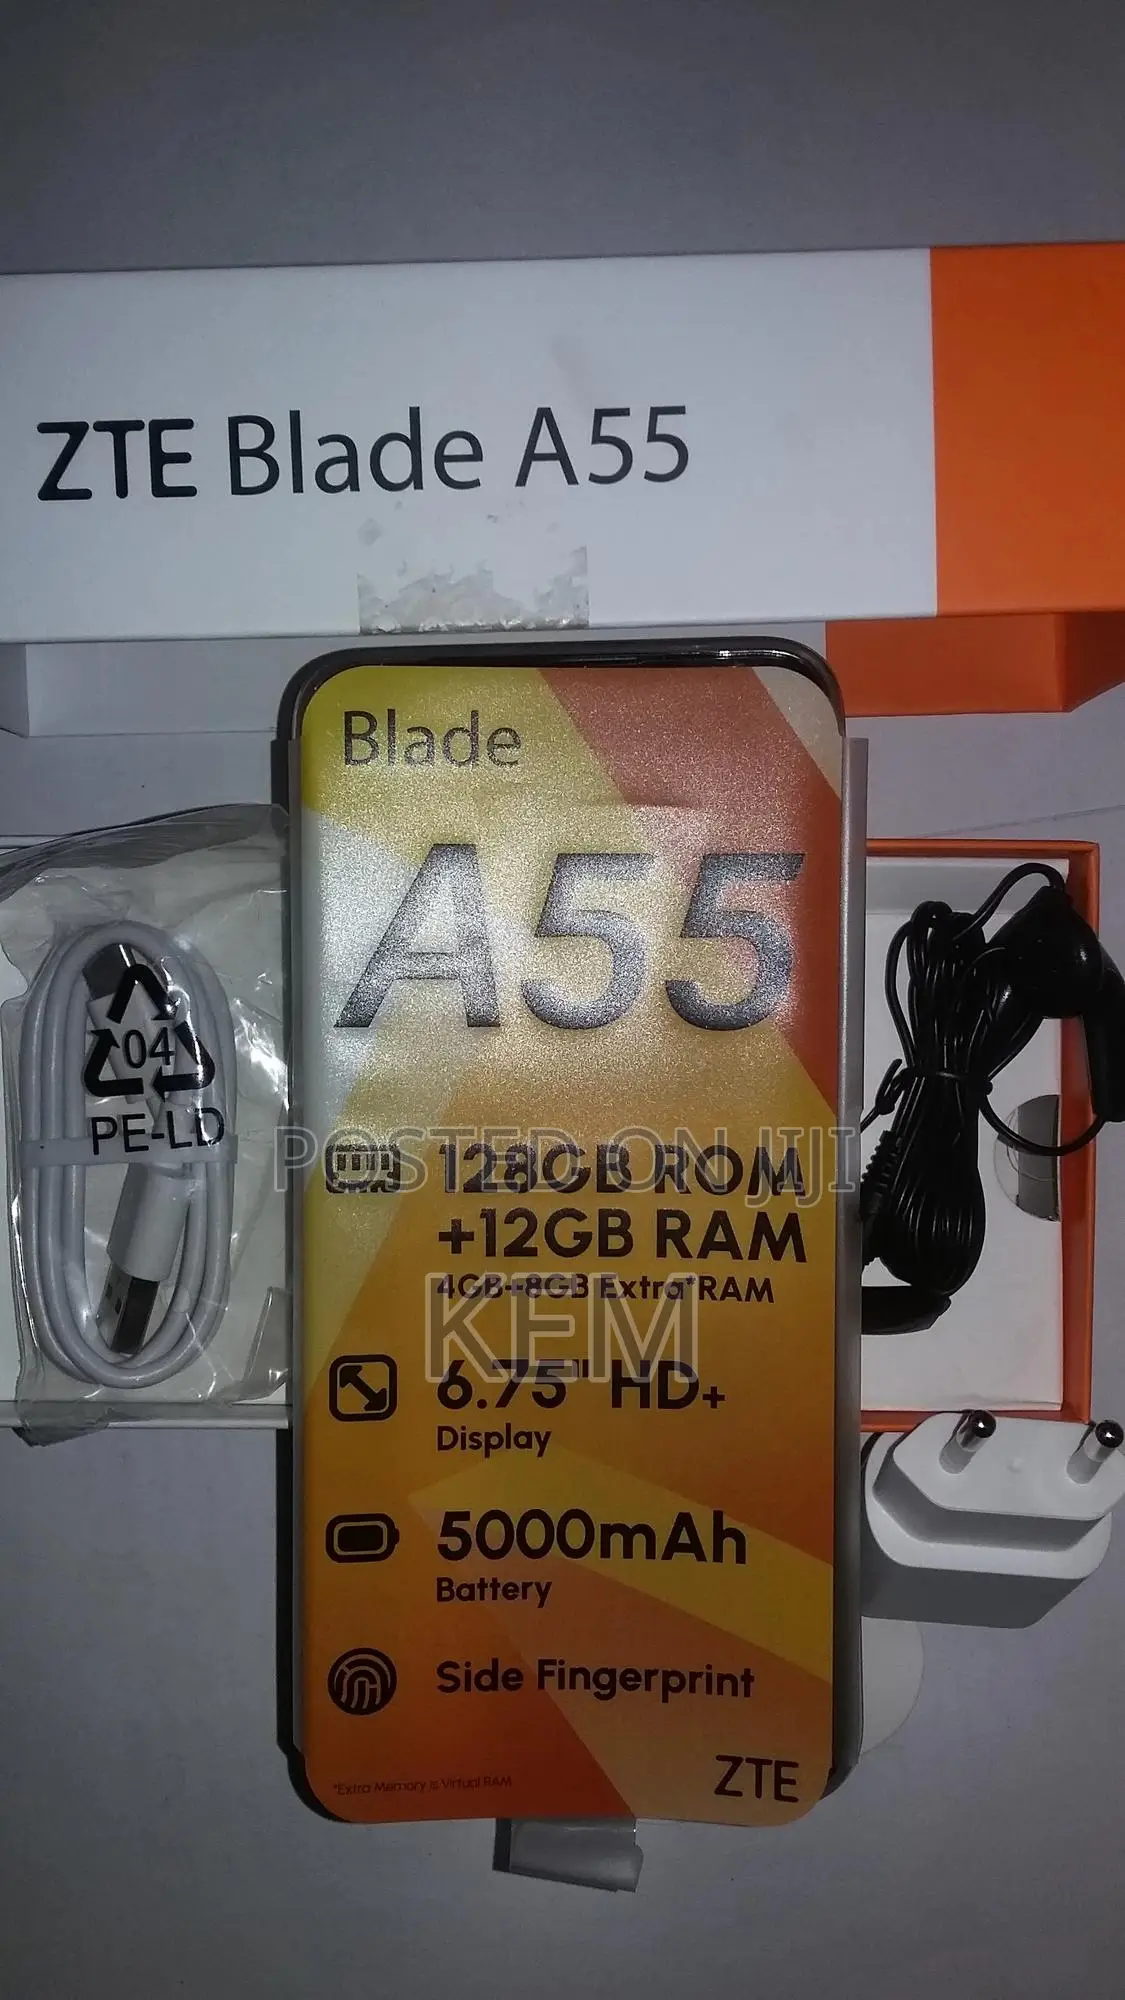 ZTE Blade A55
Blade
A55
04
PE-LD
POSTED ON JIJI
128GB ROM
+12GB RAM
4GB+8GB Extra*RAM
KEM
6.75" HD+
Display
5000mAh
Battery
Side Fingerprint
*Extra Memory is Virtual RAM
ZTE